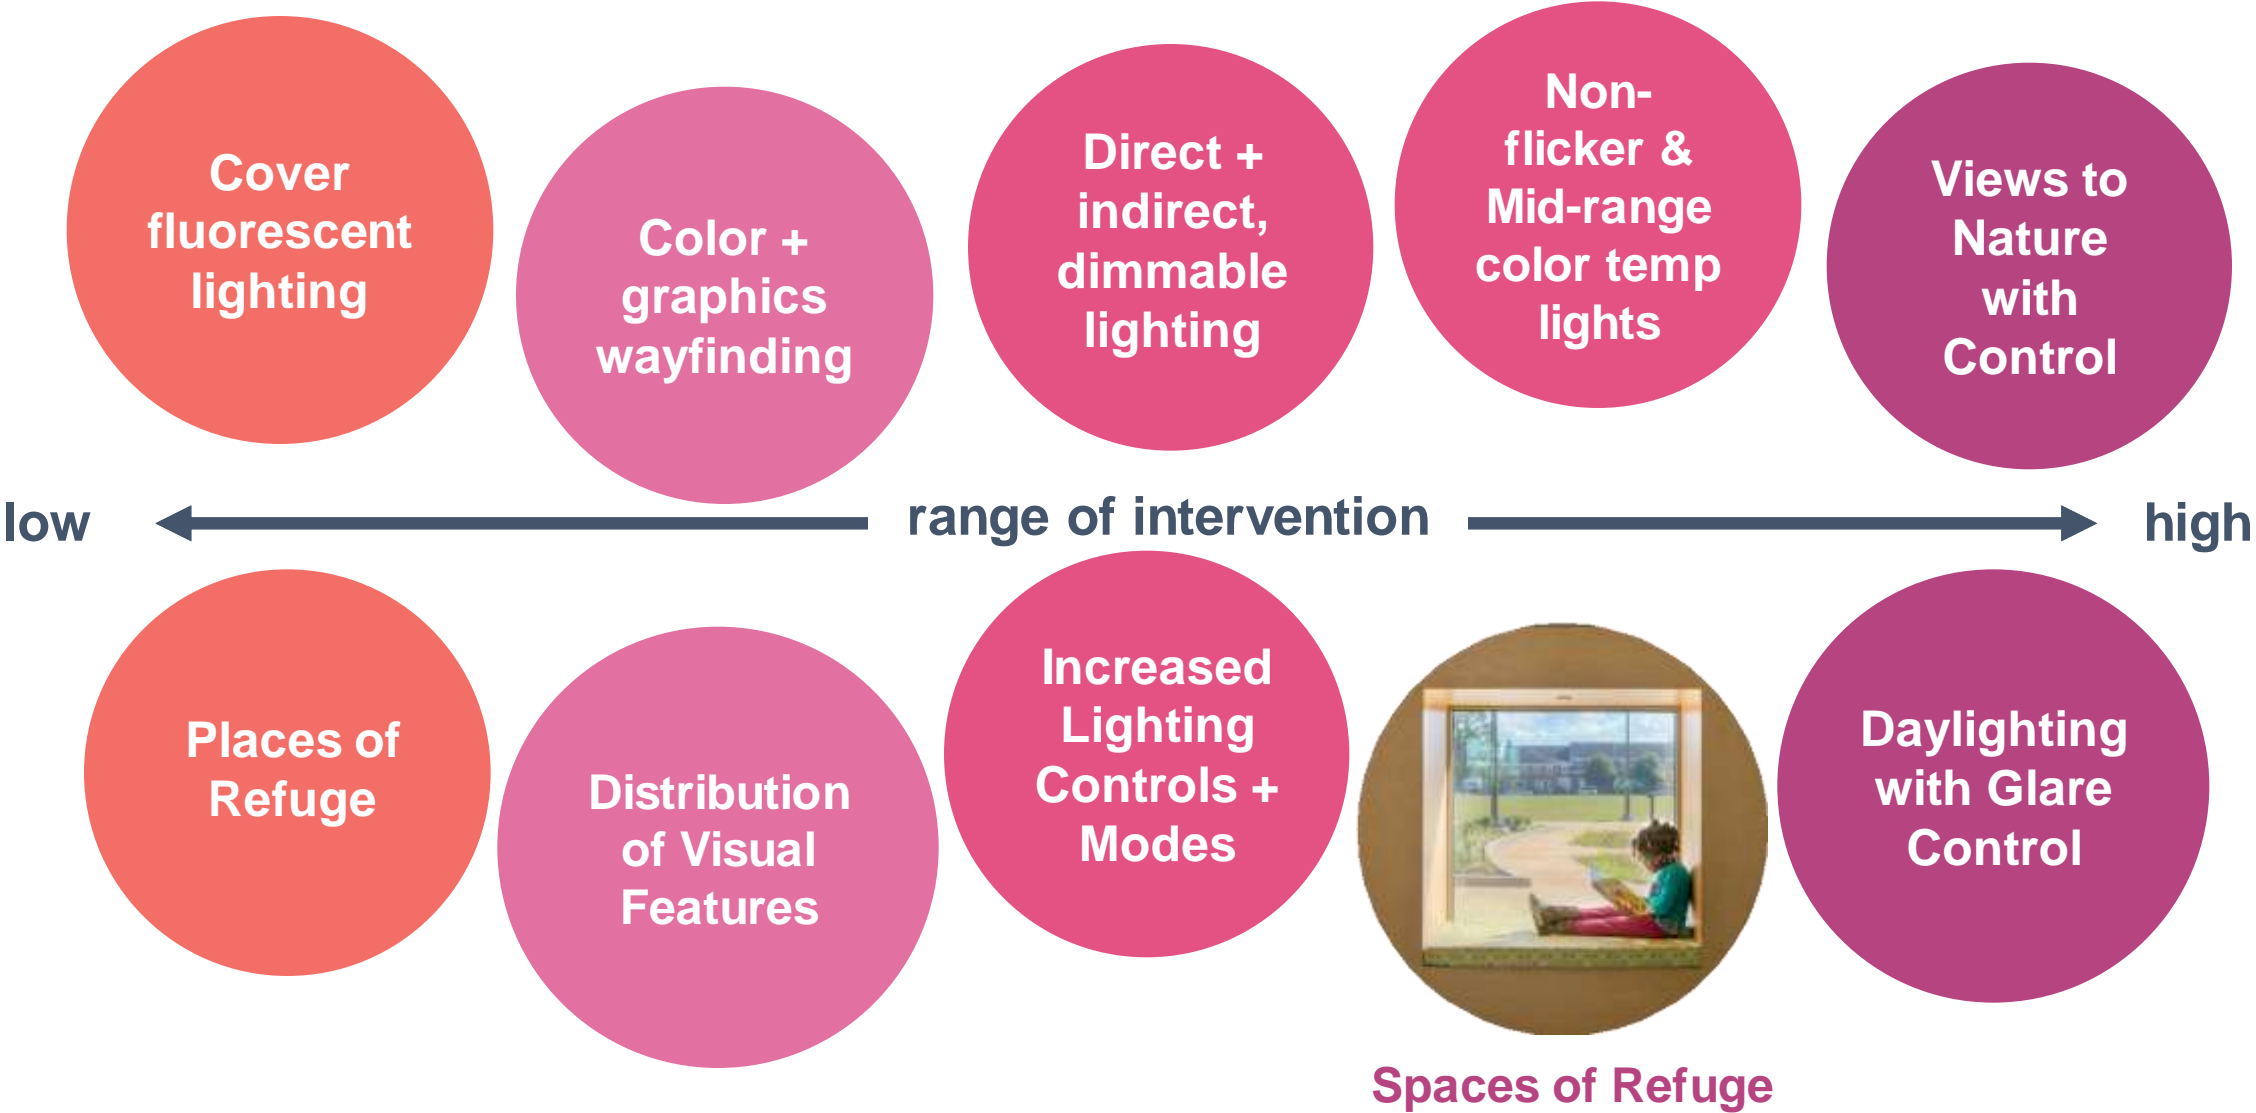 Cover
fluorescent
lighting
Color +
graphics
wayfinding
Direct +
indirect,
dimmable
lighting
Non-
flicker &
Mid-range
color temp
lights
Views to
Nature
with
Control
low
range of intervention
high
Places of
Refuge
Distribution
of Visual
Features
Increased
Lighting
Controls +
Modes
Spaces of Refuge
Daylighting
with Glare
Control